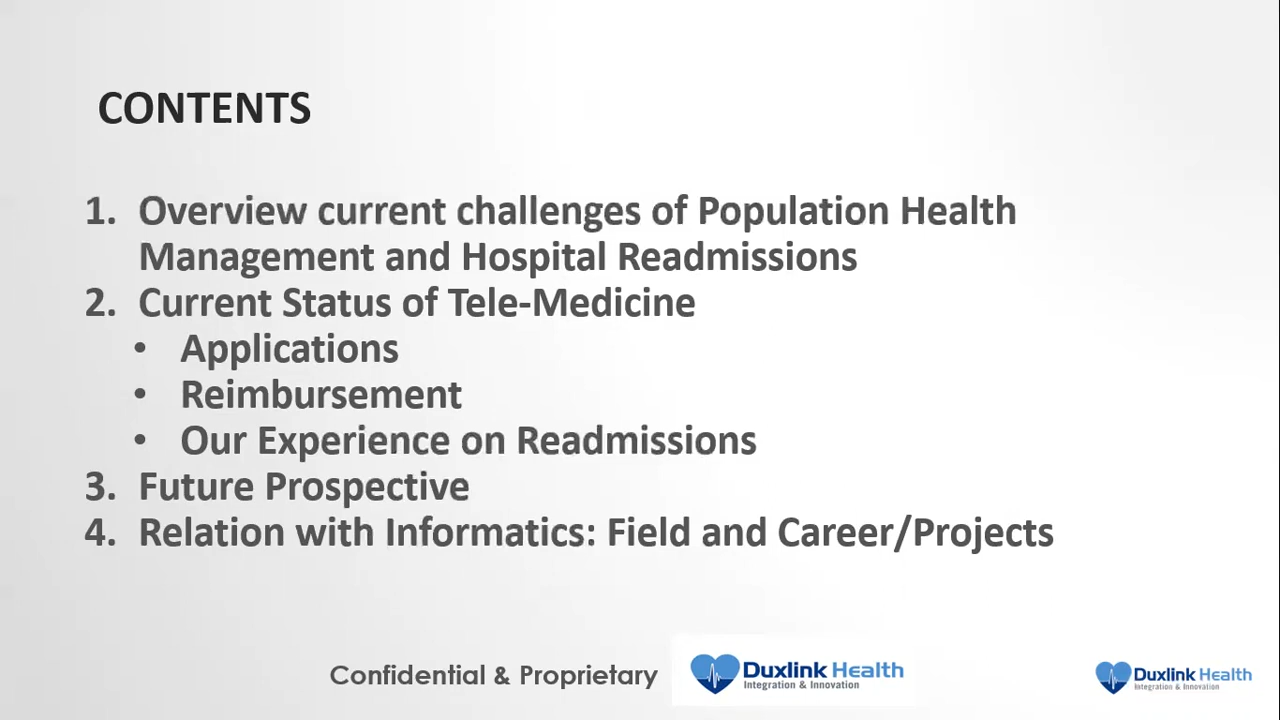 CONTENTS
1. Overview current challenges of Population Health
Management and Hospital Readmissions
2. Current Status of Tele-Medicine
• Applications
• Reimbursement
• Our Experience on Readmissions
3. Future Prospective
4. Relation with Informatics: Field and Career/Projects
Confidential & Proprietary
Duxlink Health
Integration & Innovation
Duxlink Health
Integration & Innovation